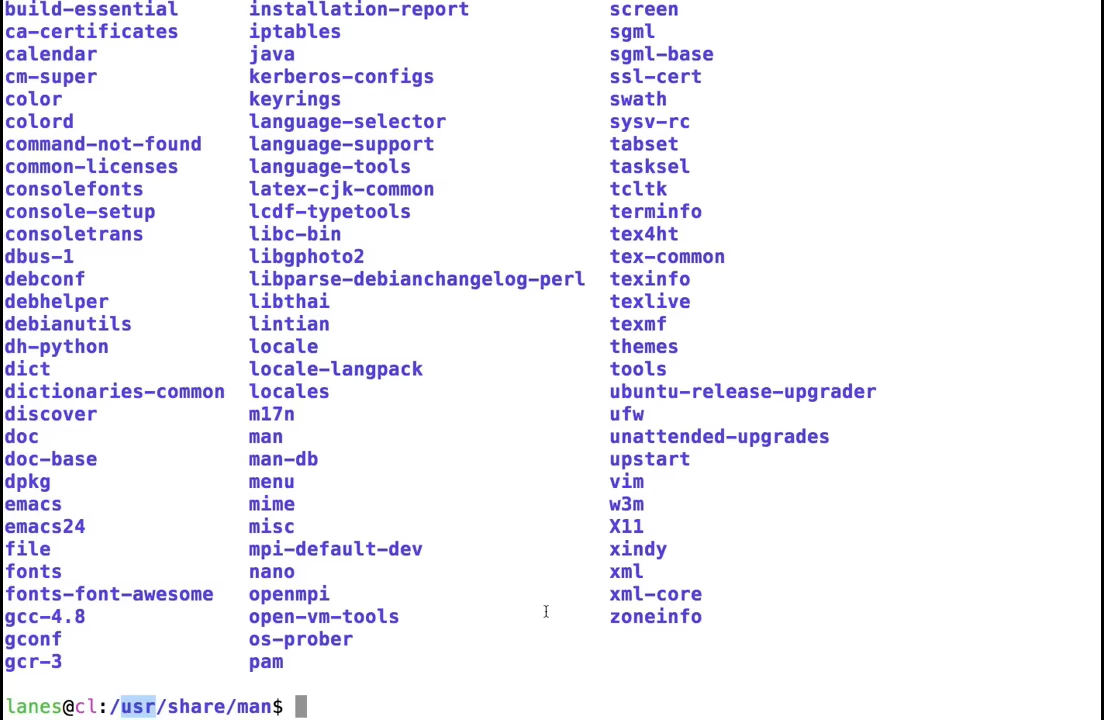 build-essential installation-report screen
ca-certificates iptables sgml
calendar java sgml-base
cm-super kerberos-configs ssl-cert
color keyrings swath
colord language-selector sysv-rc
command-not-found language-support tabset
common-licenses language-tools tasksel
consolefonts latex-cjk-common tcltk
console-setup lcdf-typetools terminfo
consoletrans libc-bin tex4ht
dbus-1 libgphoto2 tex-common
debconf libparse-debianchangelog-perl texinfo
debhelper libthai texlive
debianutils lintian texmf
dh-python locale themes
dict locale-langpack tools
dictionaries-common locales ubuntu-release-upgrader
discover m17n ufw
doc man unattended-upgrades
doc-base man-db upstart
dpkg menu vim
emacs mime w3m
emacs24 misc X11
file mpi-default-dev xindy
fonts nano xml
fonts-font-awesome openmpi xml-core
gcc-4.8 open-vm-tools zoneinfo
gconf os-prober
gcr-3 pam
lanes@cl:/usr/share/man$